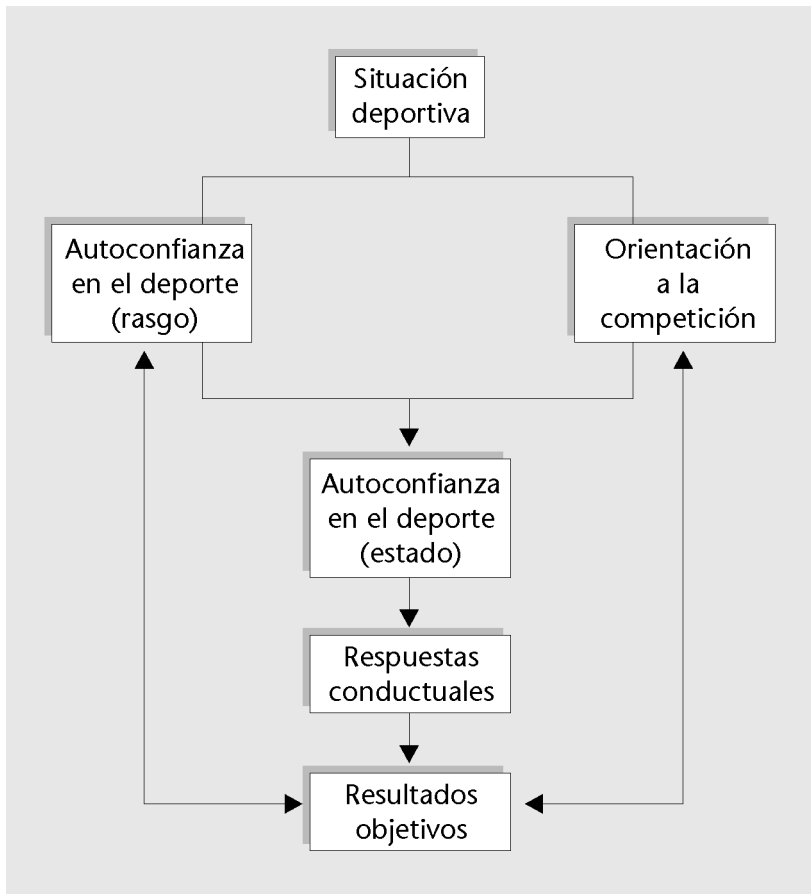 Situación
deportiva
Autoconfianza
en el deporte
(rasgo)
Orientación
a la
competición
Autoconfianza
en el deporte
(estado)
Respuestas
conductuales
Resultados
objetivos